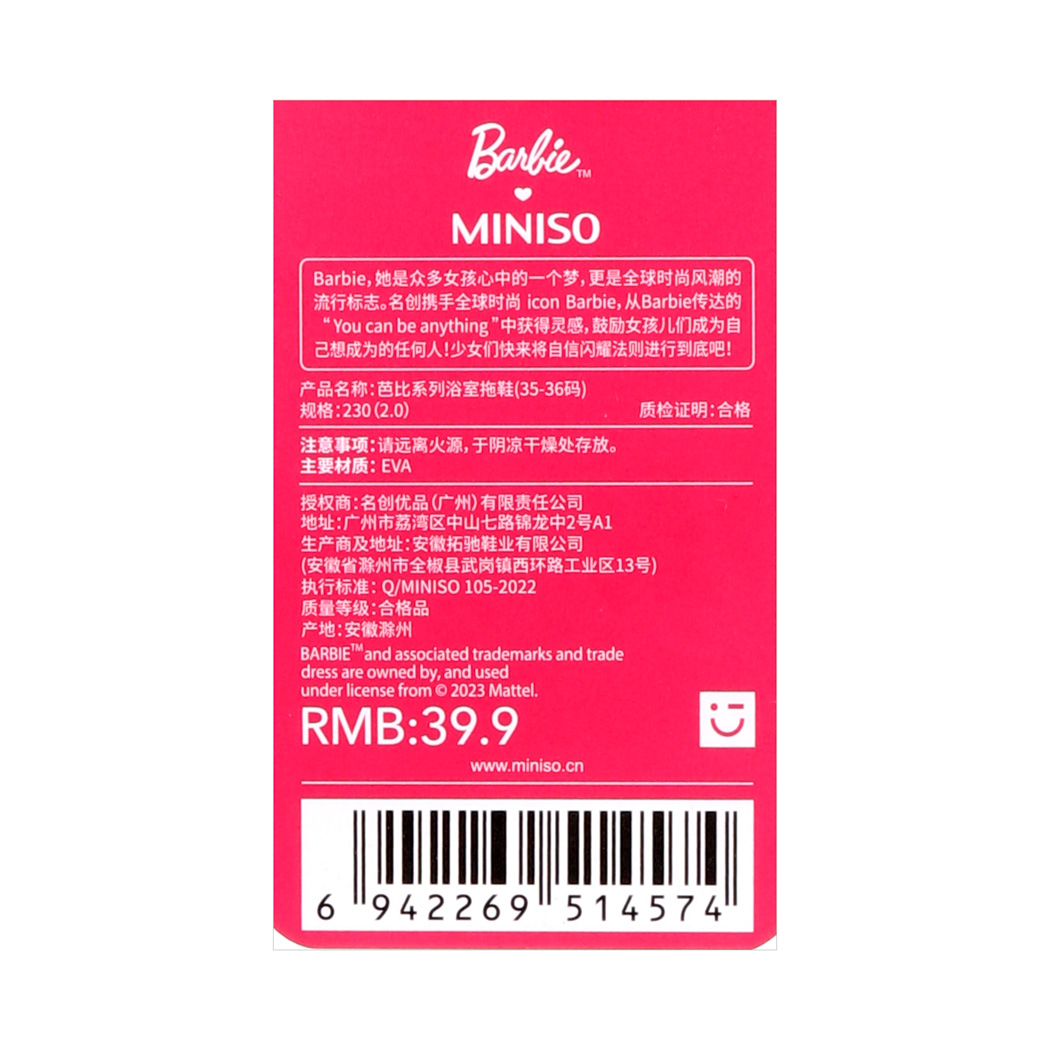 Barbie™
MINISO
Barbie，她是众多女孩心中的一个梦，更是全球时尚风潮的
流行标志。名创携手全球时尚 icon Barbie，从Barbie传达的
“You can be anything”中获得灵感，鼓励女孩儿们成为自
己想成为的任何人！少女们快来将自信闪耀法则进行到底吧！
产品名称：芭比系列浴室拖鞋(35-36码)
规格：230（2.0） 质检证明：合格
注意事项：请远离火源，于阴凉干燥处存放。
主要材质：EVA
授权商：名创优品（广州）有限责任公司
地址：广州市荔湾区中山七路锦龙中2号A1
生产商及地址：安徽拓驰鞋业有限公司
(安徽省滁州市全椒县武岗镇西环路工业区13号)
执行标准：Q/MINISO 105-2022
质量等级：合格品
产地：安徽滁州
BARBIE™ and associated trademarks and trade
dress are owned by, and used
under license from © 2023 Mattel.
RMB:39.9
www.miniso.cn
6 942269 514574